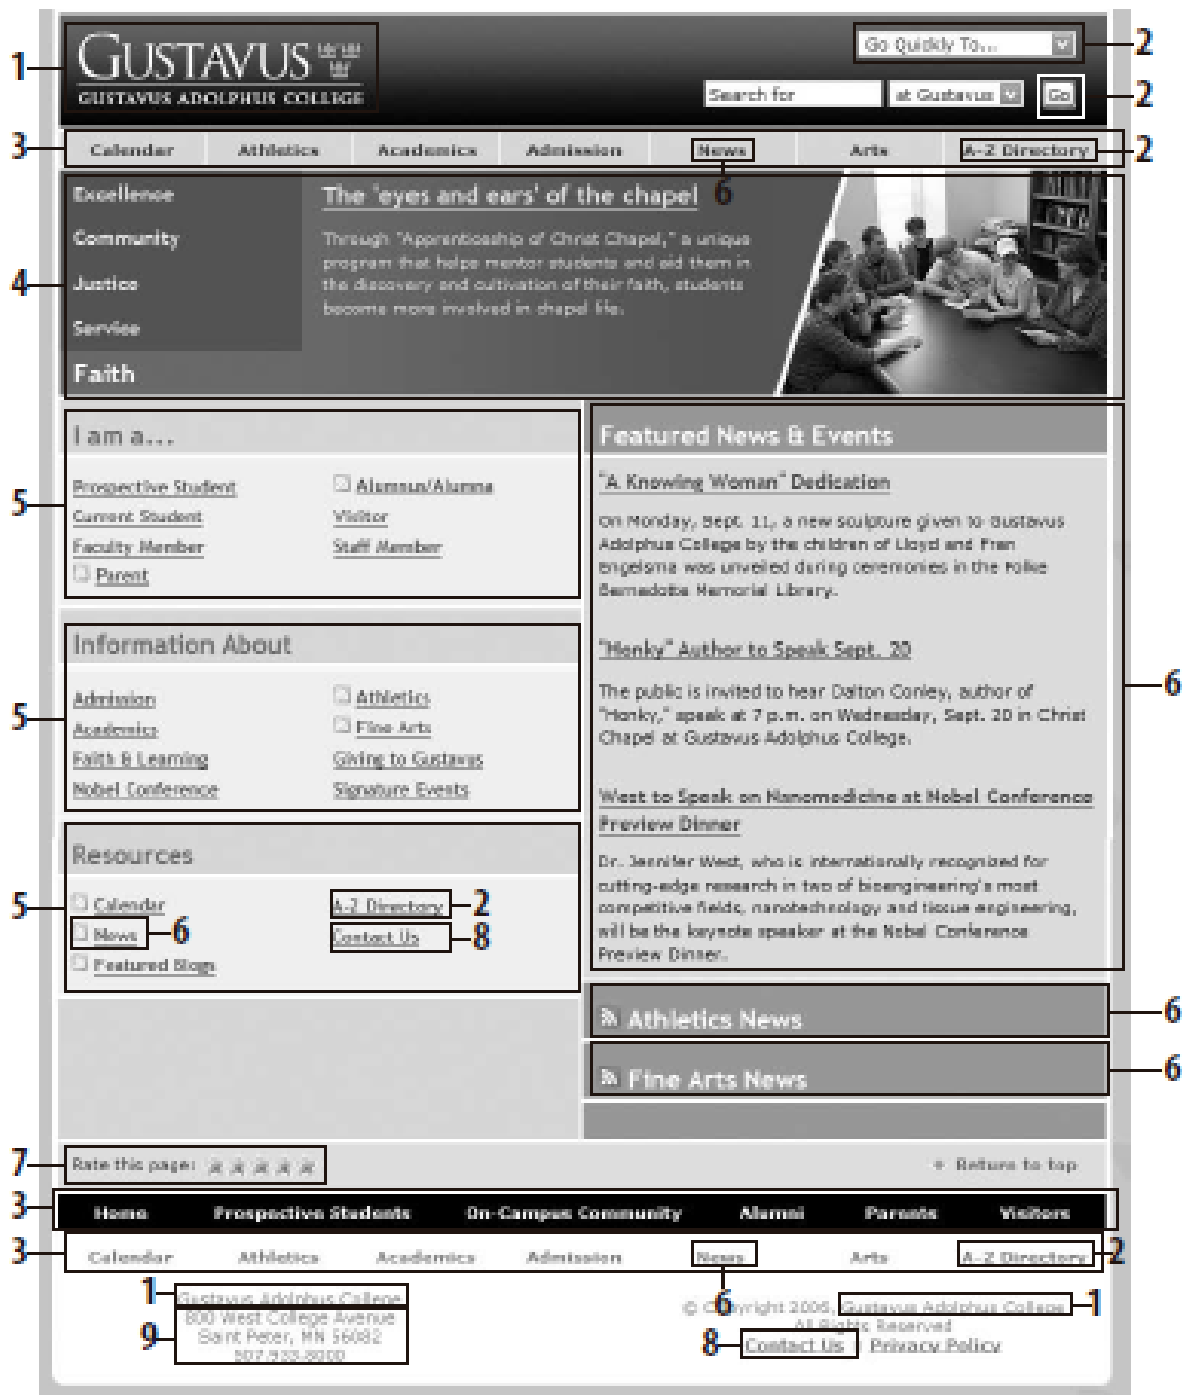 GUSTAVUS
GUSTAVUS ADOLPHUS COLLEGE
1
Go Quickly To...
2
Search for
at Gustavus
Go
2
3
Calendar
Athletics
Academics
Admission
News
Arts
A-Z Directory
2
6
4
Excellence
Community
Justice
Service
Faith
The 'eyes and ears' of the chapel
Through "Apprenticeship of Christ Chapel," a unique
program that helps mentor students and aid them in
the discovery and cultivation of their faith, students
become more involved in chapel life.
I am a...
5
Prospective Student
Alumnus/Alumna
Current Student
Visitor
Faculty Member
Staff Member
Parent
Information About
5
Admission
Athletics
Academics
Fine Arts
Faith & Learning
Giving to Gustavus
Nobel Conference
Signature Events
Resources
5
Calendar
A-Z Directory
2
News
6
Contact Us
8
Featured Blogs
Featured News & Events
"A Knowing Woman" Dedication
On Monday, Sept. 11, a new sculpture given to Gustavus
Adolphus College by the children of Lloyd and Fran
Engelsma was unveiled during ceremonies in the Folke
Bernadotte Memorial Library.
"Honky" Author to Speak Sept. 20
The public is invited to hear Dalton Conley, author of
"Honky," speak at 7 p.m. on Wednesday, Sept. 20 in Christ
Chapel at Gustavus Adolphus College.
6
West to Speak on Nanomedicine at Nobel Conference
Preview Dinner
Dr. Jennifer West, who is internationally recognized for
cutting-edge research in two of bioengineering's most
competitive fields, nanotechnology and tissue engineering,
will be the keynote speaker at the Nobel Conference
Preview Dinner.
Athletics News
6
Fine Arts News
6
7
Rate this page:
Return to top
3
Home
Prospective Students
On-Campus Community
Alumni
Parents
Visitors
3
Calendar
Athletics
Academics
Admission
News
Arts
A-Z Directory
2
6
1
Gustavus Adolphus College
9
800 West College Avenue
Saint Peter, MN 56082
507-933-8000
© Copyright 2006, Gustavus Adolphus College
1
All Rights Reserved
8
Contact Us
Privacy Policy